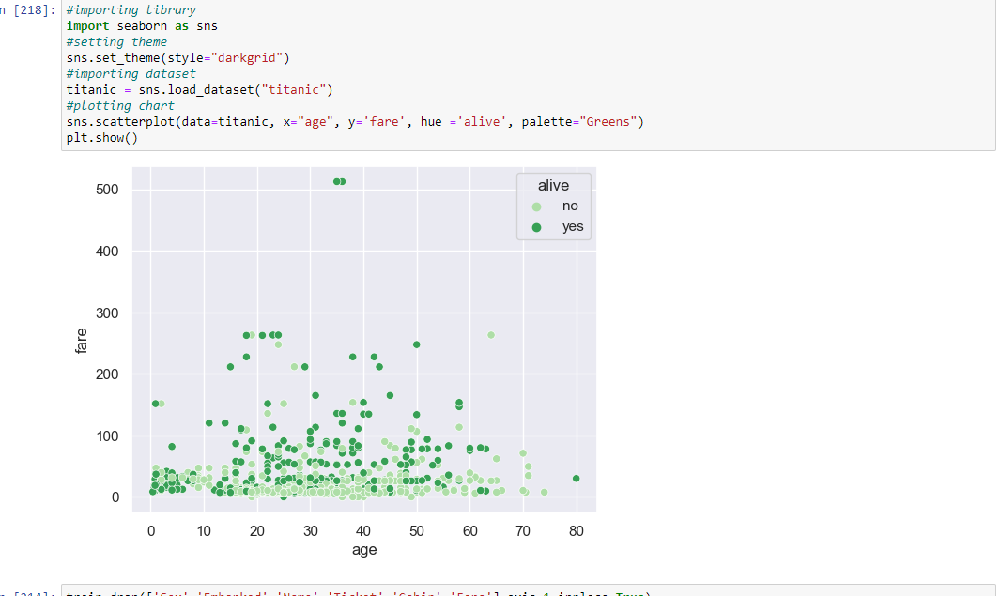 n [218]:
#importing library
import seaborn as sns
#setting theme
sns.set_theme(style="darkgrid")
#importing dataset
titanic = sns.load_dataset("titanic")
#plotting chart
sns.scatterplot(data=titanic, x="age", y='fare', hue ='alive', palette="Greens")
plt.show()
alive
no
yes
500
400
300
200
100
0
fare
0 10 20 30 40 50 60 70 80
age